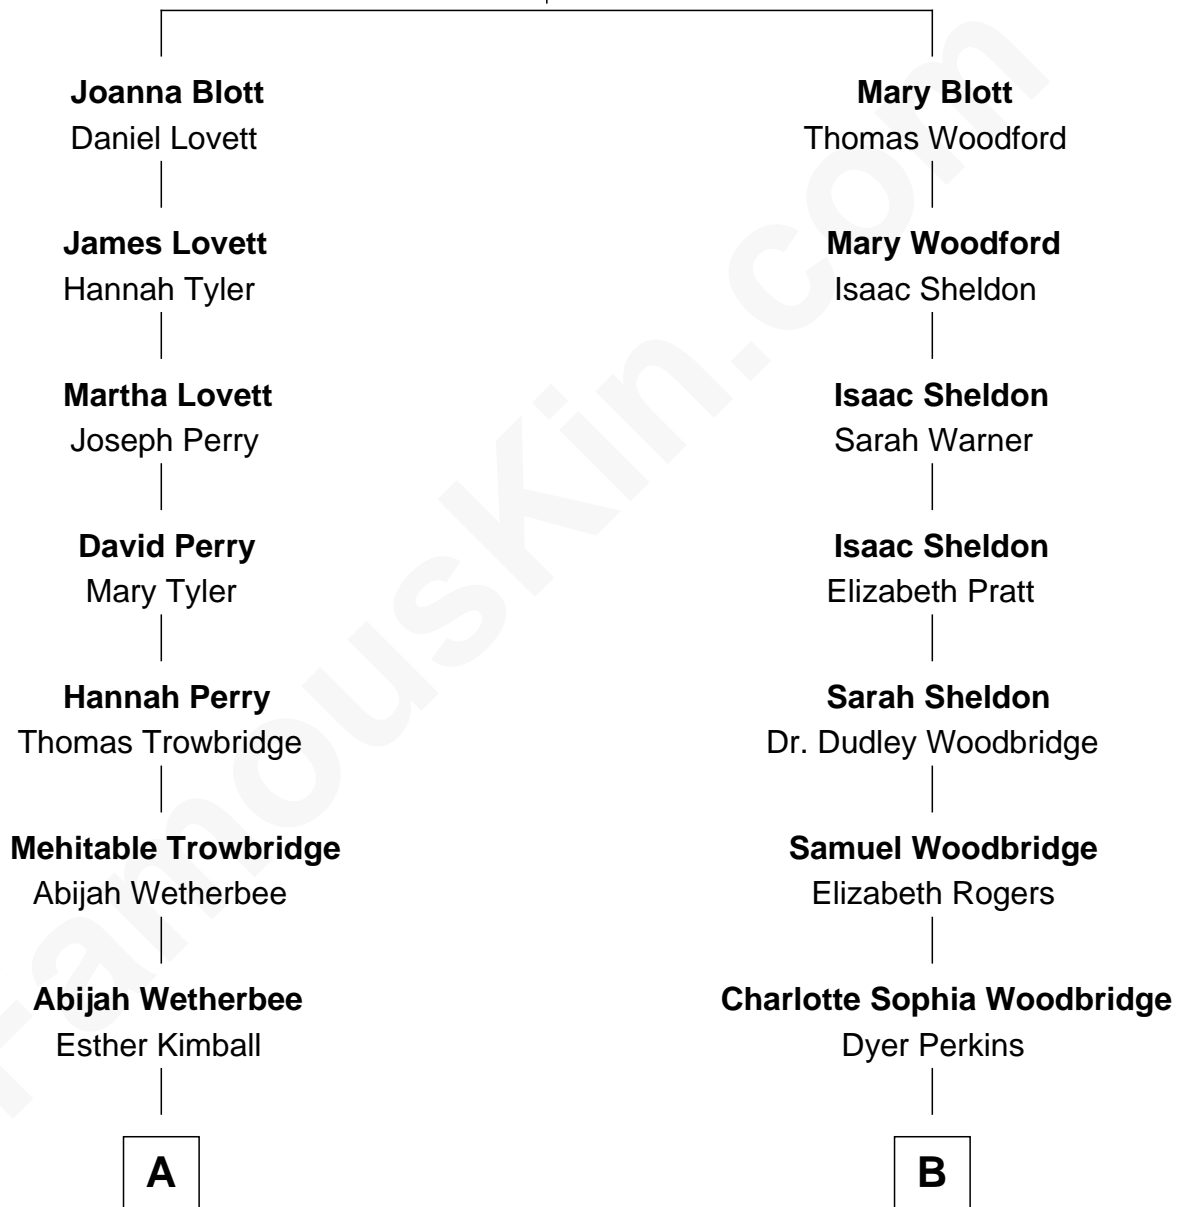 Joanna Blott
Daniel Lovett
James Lovett
Hannah Tyler
Martha Lovett
Joseph Perry
David Perry
Mary Tyler
Hannah Perry
Thomas Trowbridge
Mehitable Trowbridge
Abijah Wetherbee
Abijah Wetherbee
Esther Kimball
A
Mary Blott
Thomas Woodford
Mary Woodford
Isaac Sheldon
Isaac Sheldon
Sarah Warner
Isaac Sheldon
Elizabeth Pratt
Sarah Sheldon
Dr. Dudley Woodbridge
Samuel Woodbridge
Elizabeth Rogers
Charlotte Sophia Woodbridge
Dyer Perkins
B
FamousKin.com